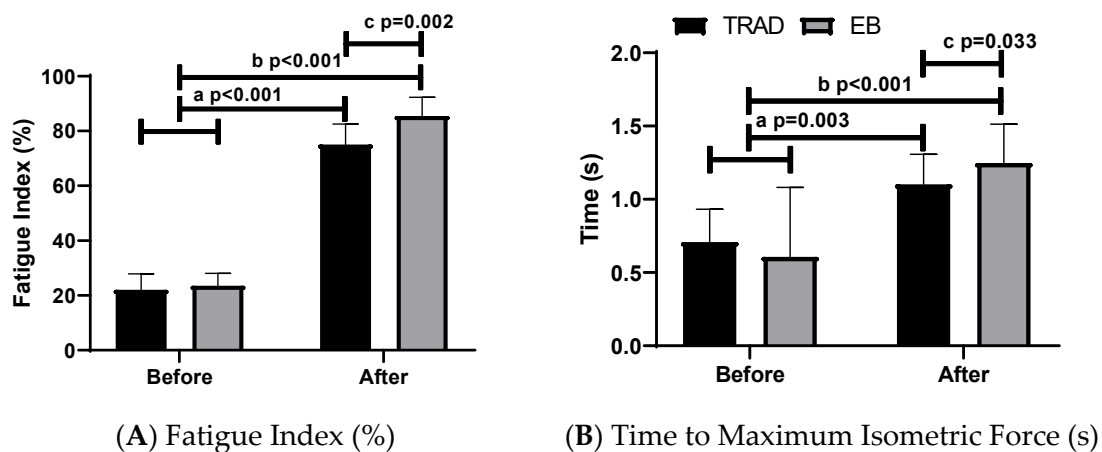 c p=0.002
b p<0.001
a p<0.001
Fatigue Index (%)
100
80
60
40
20
0
Before
After
(A) Fatigue Index (%)
TRAD
EB
c p=0.033
b p<0.001
a p=0.003
Time (s)
2.0
1.5
1.0
0.5
0.0
Before
After
(B) Time to Maximum Isometric Force (s)